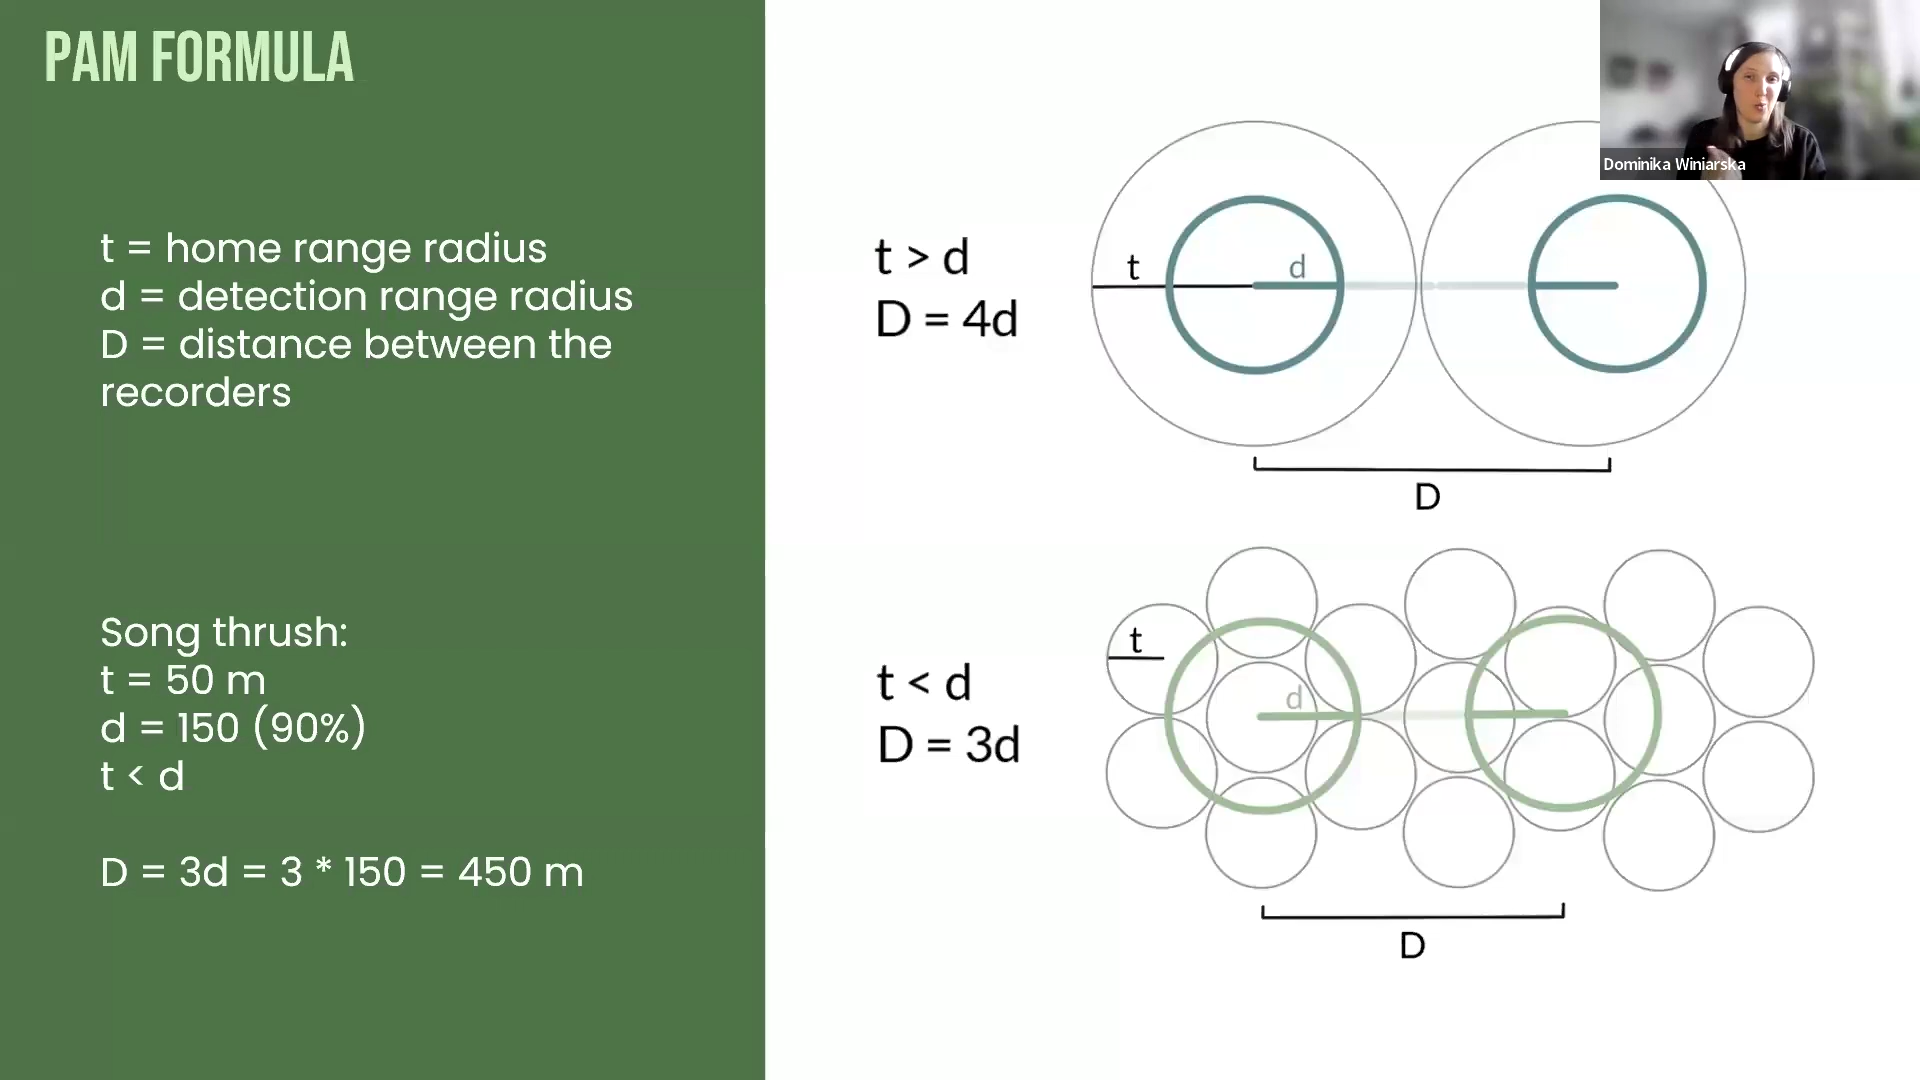 PAM FORMULA
t = home range radius
d = detection range radius
D = distance between the
recorders
Song thrush:
t = 50 m
d = 150 (90%)
t < d
D = 3d = 3 * 150 = 450 m
t > d
D = 4d
t
d
D
t < d
D = 3d
t
d
D
Dominika Winiarska